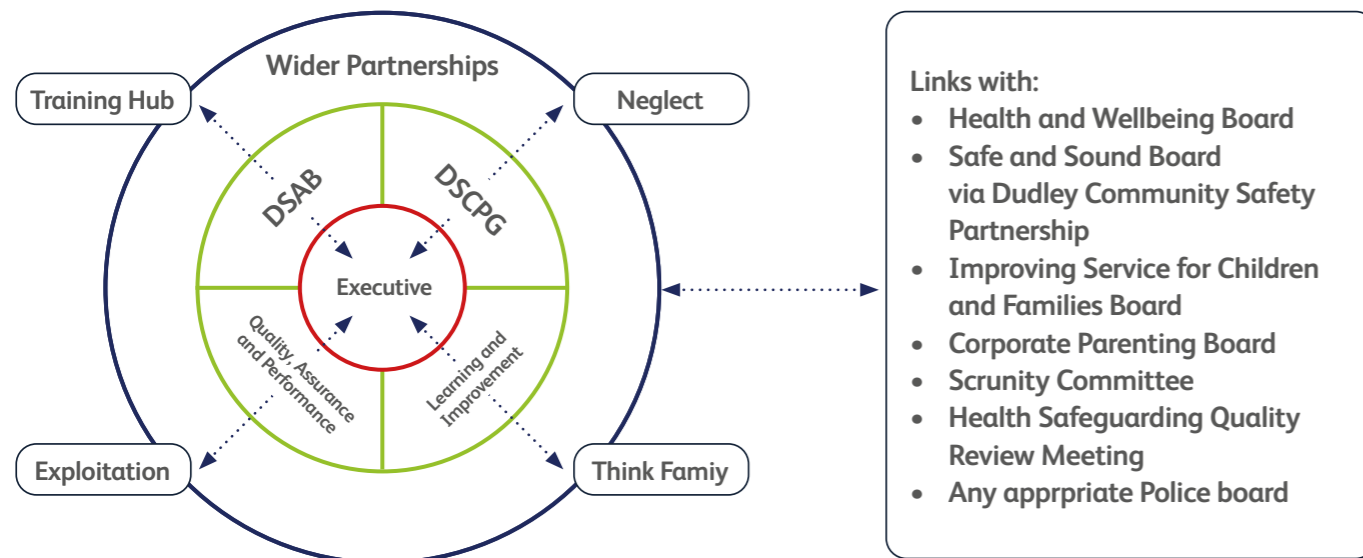 Wider Partnerships
Training Hub
Neglect
DSAB
DSCPG
Executive
Quality, Assurance
and Performance
Learning and
Improvement
Exploitation
Think Famiy
Links with:
• Health and Wellbeing Board
• Safe and Sound Board
via Dudley Community Safety
Partnership
• Improving Service for Children
and Families Board
• Corporate Parenting Board
• Scrunity Committee
• Health Safeguarding Quality
Review Meeting
• Any apprpriate Police board